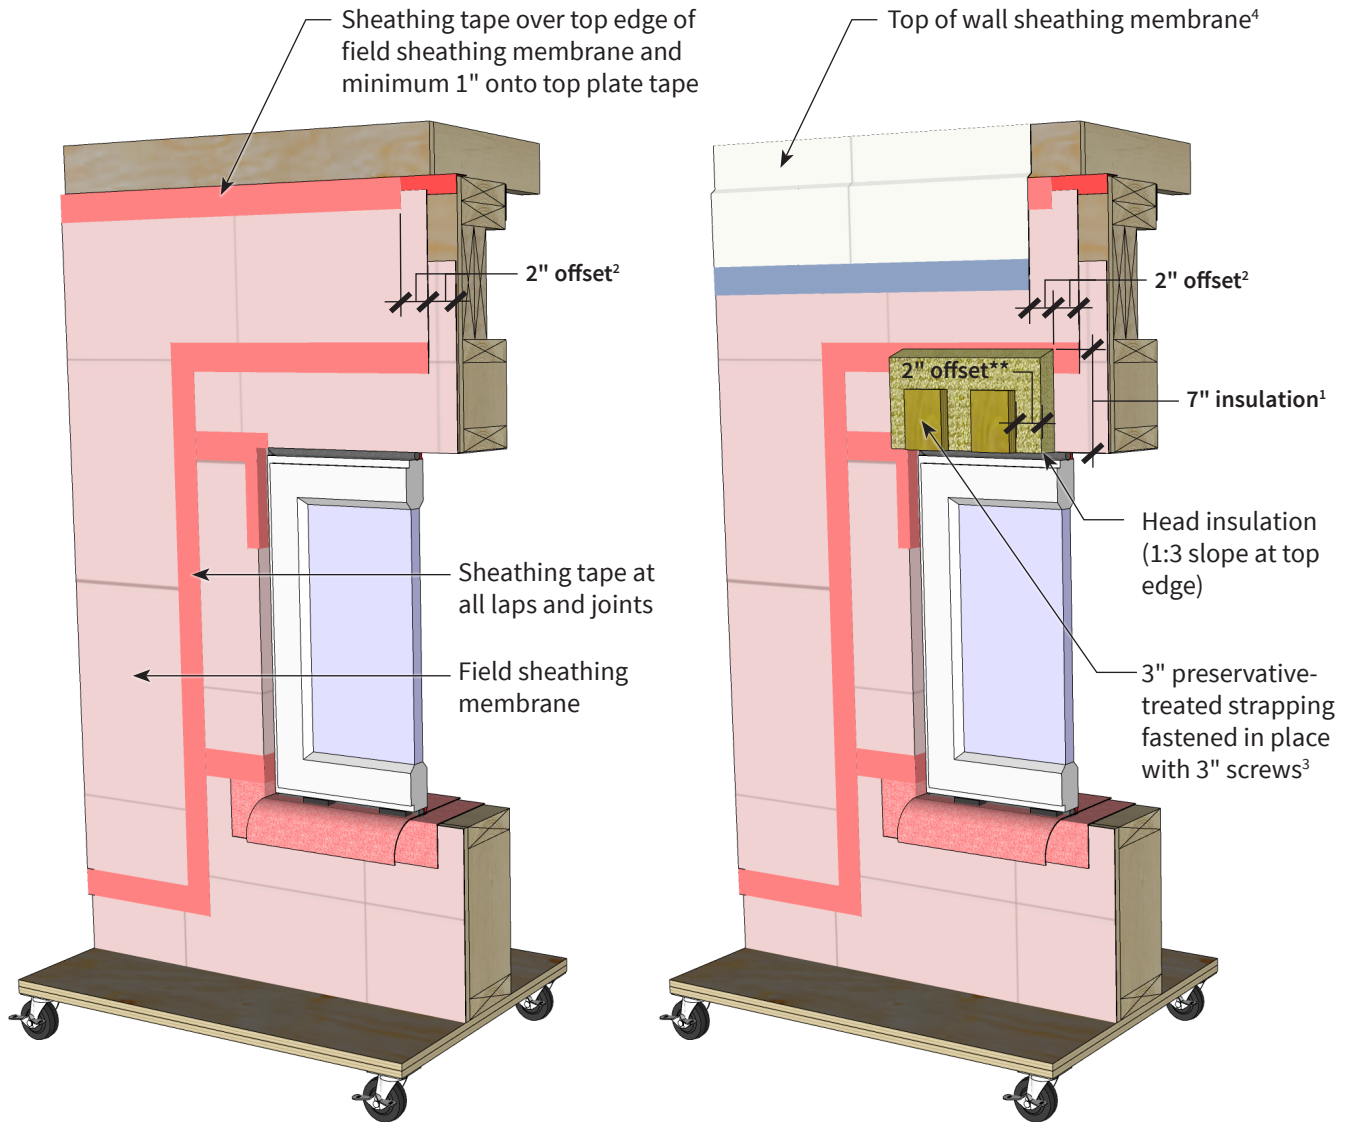 Sheathing tape over top edge of
field sheathing membrane and
minimum 1" onto top plate tape
2" offset²
Sheathing tape at
all laps and joints
Field sheathing
membrane
Top of wall sheathing membrane⁴
2" offset²
2" offset**
7" insulation¹
Head insulation
(1:3 slope at top
edge)
3" preservative-
treated strapping
fastened in place
with 3" screws³